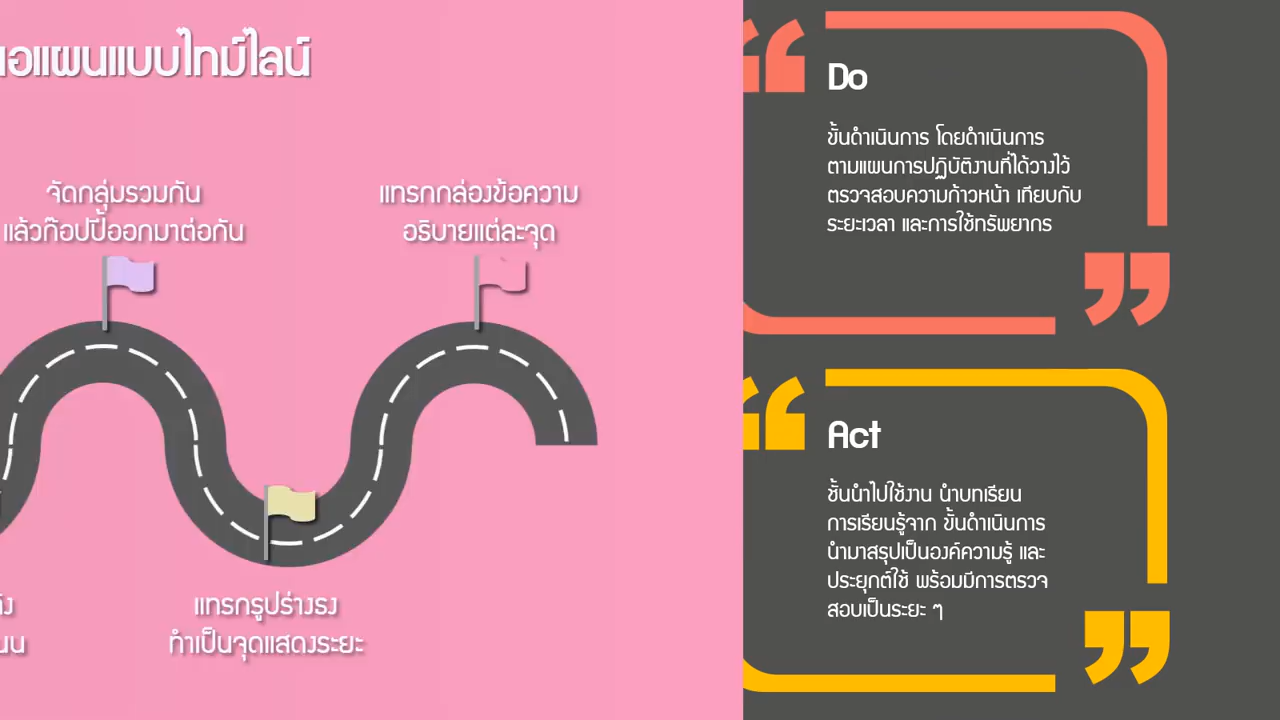 อแผนแบบไทม์ไลน์
จัดกลุ่มรวมกัน
แล้วก๊อปปี้ออกมาต่อกัน
แทรกกล่องข้อความ
อธิบายแต่ละจุด
แทรกรูปร่างธง
ทำเป็นจุดแสดงระยะ
Do
ขั้นดำเนินการ โดยดำเนินการ
ตามแผนการปฏิบัติงานที่ได้วางไว้
ตรวจสอบความก้าวหน้า เทียบกับ
ระยะเวลา และการใช้ทรัพยากร
Act
ชั้นนำไปใช้งาน นำบทเรียน
การเรียนรู้จาก ขั้นดำเนินการ
นำมาสรุปเป็นองค์ความรู้ และ
ประยุกต์ใช้ พร้อมมีการตรวจ
สอบเป็นระยะ ๆ